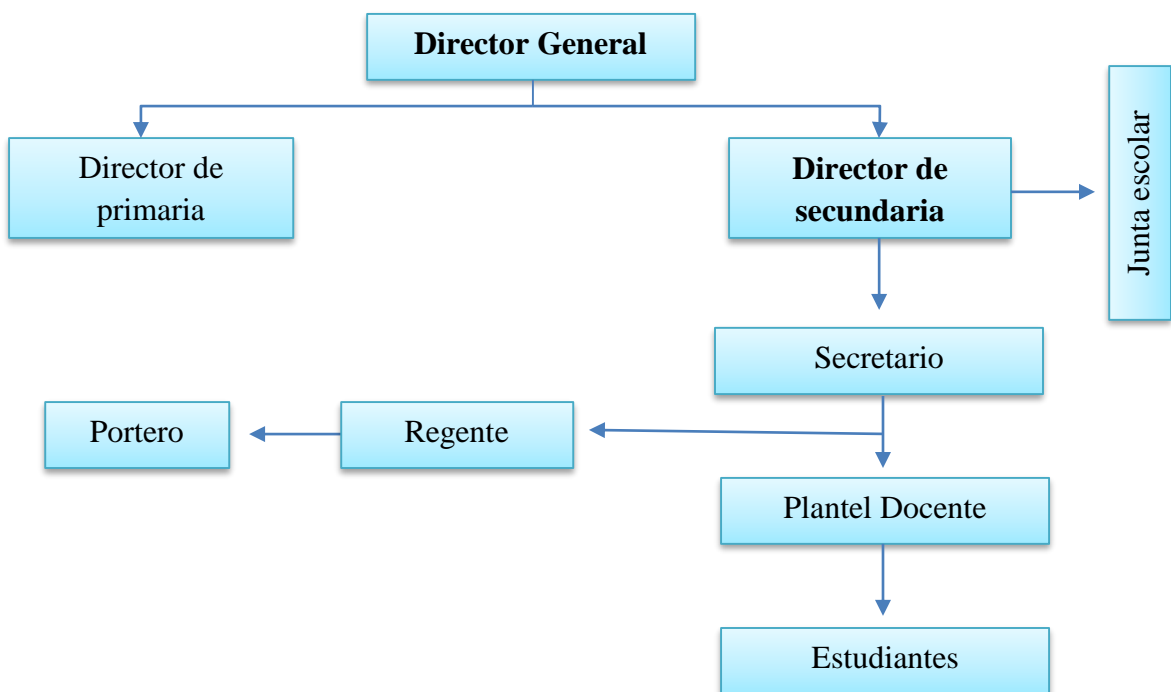 Director General
Director de
primaria
Director de
secundaria
Junta escolar
Secretario
Portero
Regente
Plantel Docente
Estudiantes